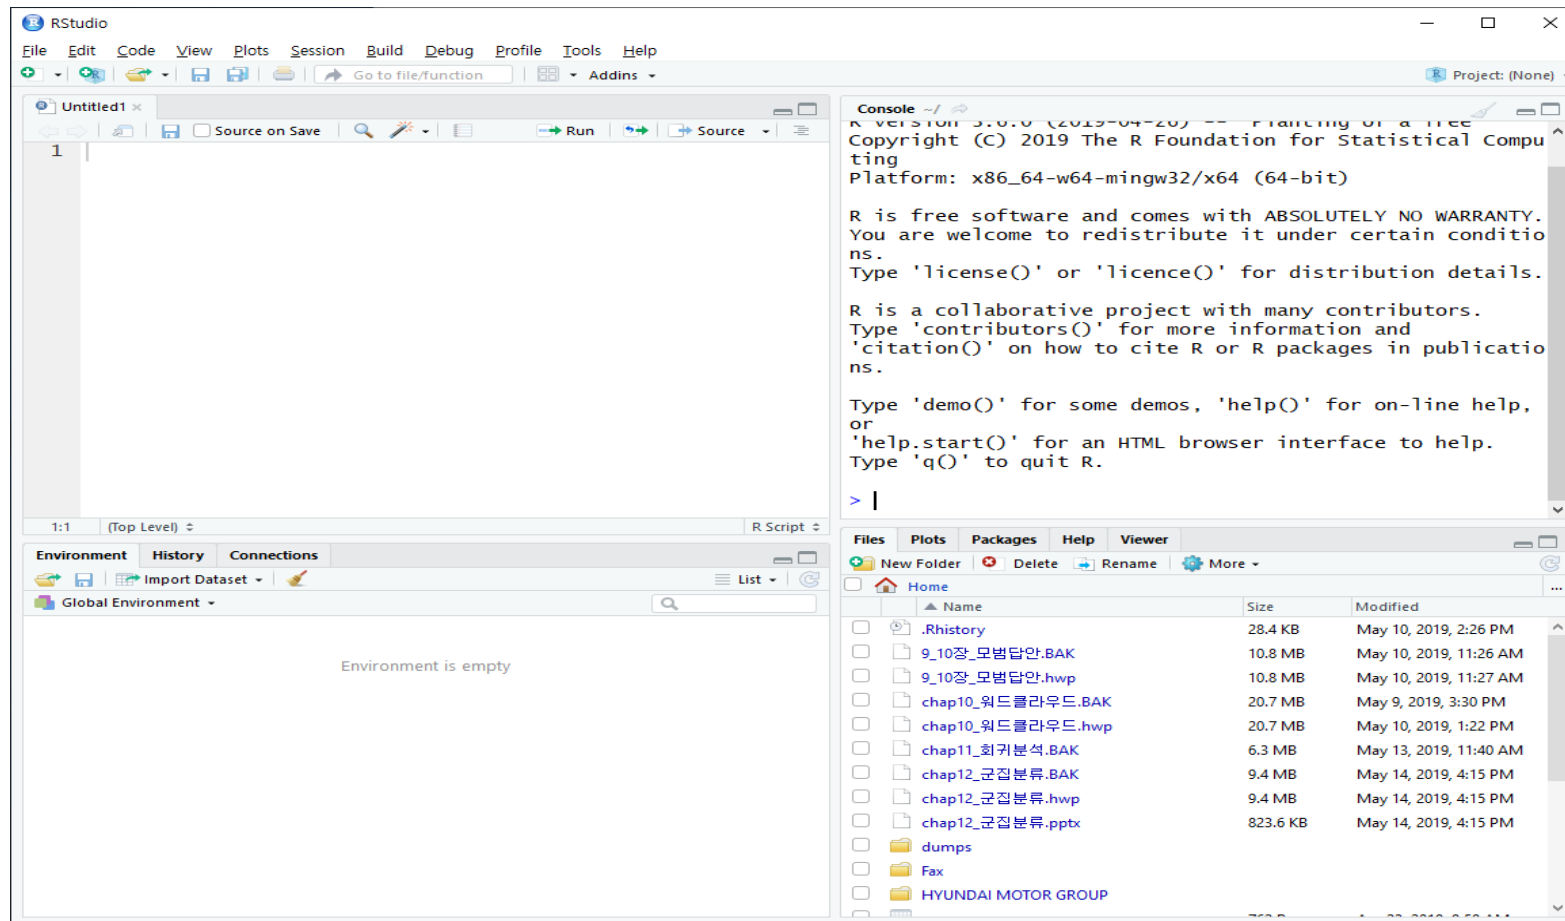 RStudio
File Edit Code View Plots Session Build Debug Profile Tools Help
Go to file/function Addins Project: (None)
Untitled1
Source on Save Run Source
1
1:1 (Top Level) R Script
Environment History Connections
Import Dataset List
Global Environment
Environment is empty
Console ~/
R version 3.6.0 (2019-04-26) -- "Planting of a Tree"
Copyright (C) 2019 The R Foundation for Statistical Compu
ting
Platform: x86_64-w64-mingw32/x64 (64-bit)
R is free software and comes with ABSOLUTELY NO WARRANTY.
You are welcome to redistribute it under certain conditio
ns.
Type 'license()' or 'licence()' for distribution details.
R is a collaborative project with many contributors.
Type 'contributors()' for more information and
'citation()' on how to cite R or R packages in publicatio
ns.
Type 'demo()' for some demos, 'help()' for on-line help,
or
'help.start()' for an HTML browser interface to help.
Type 'q()' to quit R.
>
Files Plots Packages Help Viewer
New Folder Delete Rename More
Home ...
Name Size Modified
.Rhistory 28.4 KB May 10, 2019, 2:26 PM
9_10장_모범답안.BAK 10.8 MB May 10, 2019, 11:26 AM
9_10장_모범답안.hwp 10.8 MB May 10, 2019, 11:27 AM
chap10_워드클라우드.BAK 20.7 MB May 9, 2019, 3:30 PM
chap10_워드클라우드.hwp 20.7 MB May 10, 2019, 1:22 PM
chap11_회귀분석.BAK 6.3 MB May 13, 2019, 11:40 AM
chap12_군집분류.BAK 9.4 MB May 14, 2019, 4:15 PM
chap12_군집분류.hwp 9.4 MB May 14, 2019, 4:15 PM
chap12_군집분류.pptx 823.6 KB May 14, 2019, 4:15 PM
dumps
Fax
HYUNDAI MOTOR GROUP